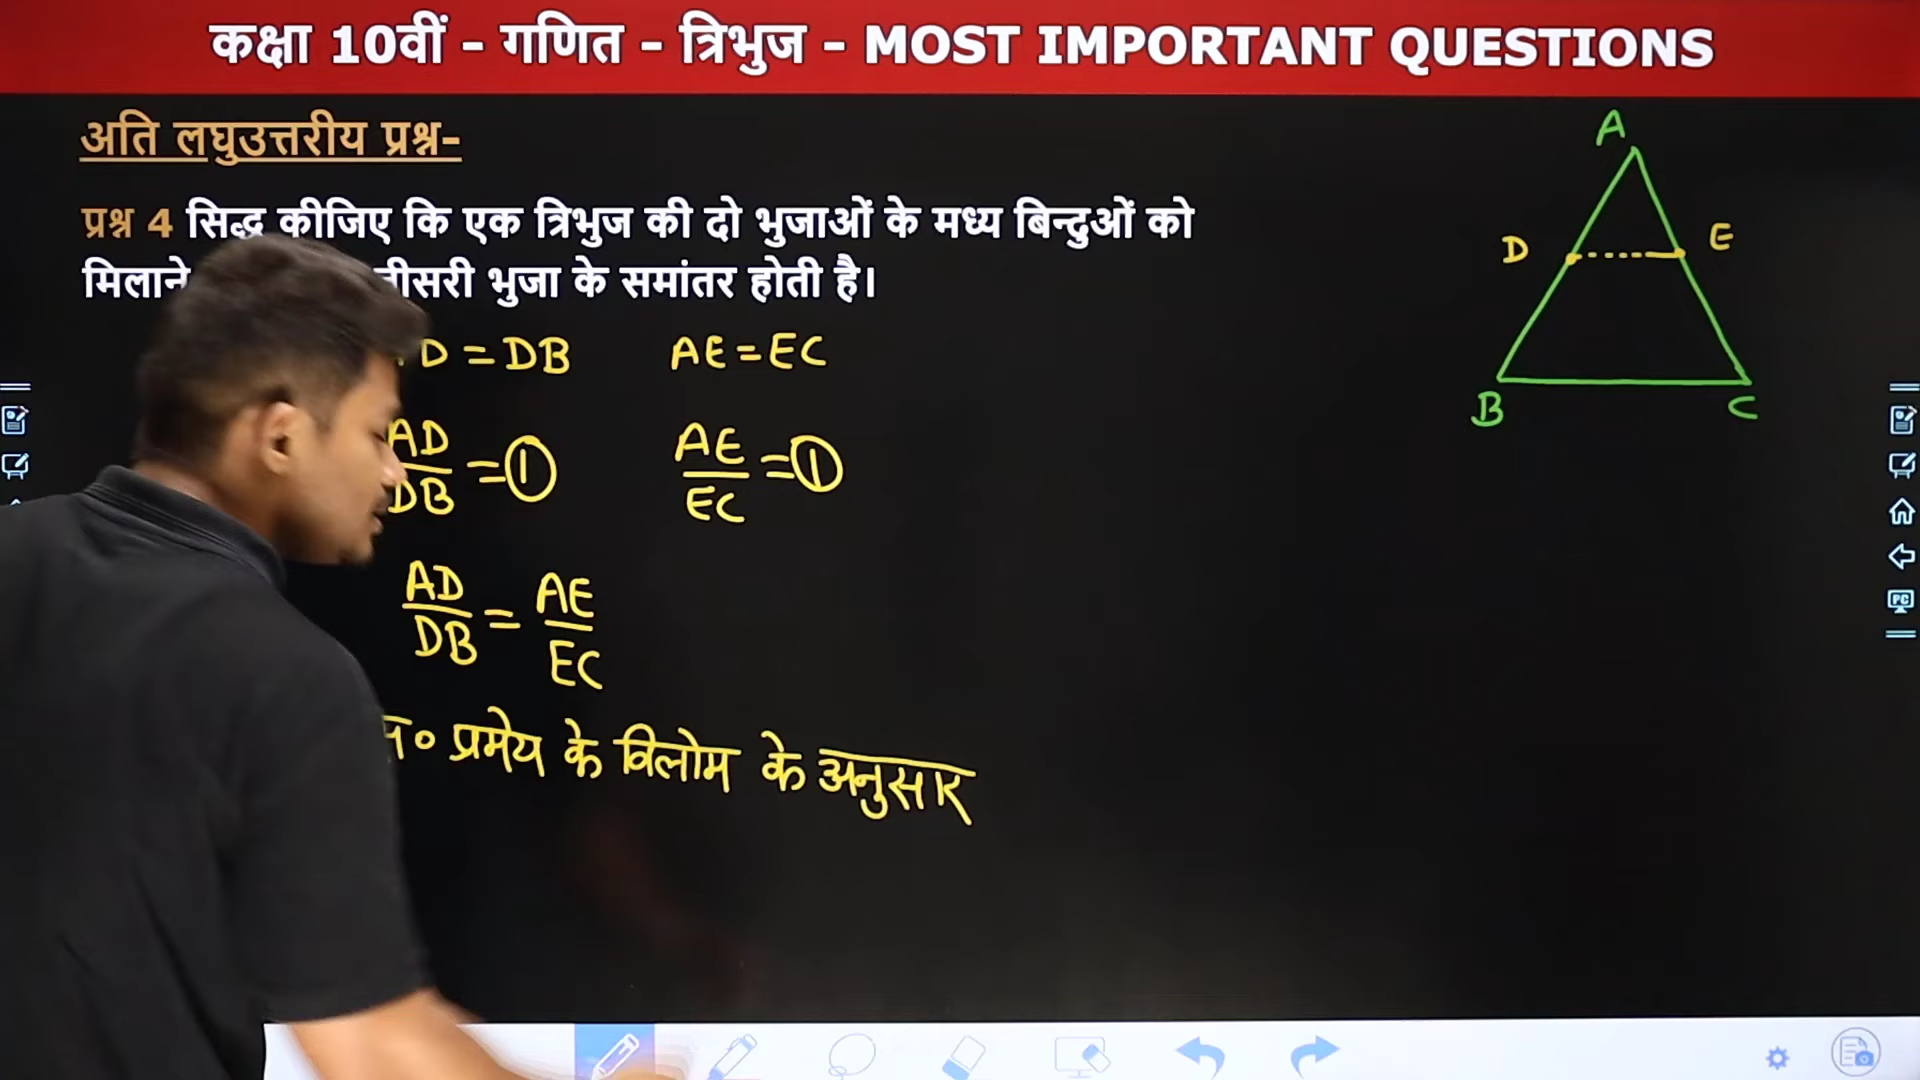 कक्षा 10वीं - गणित - त्रिभुज - MOST IMPORTANT QUESTIONS
अति लघुउत्तरीय प्रश्न-
प्रश्न 4 सिद्ध कीजिए कि एक त्रिभुज की दो भुजाओं के मध्य बिन्दुओं को
मिलाने तीसरी भुजा के समांतर होती है।
A
D E
B C
D = DB AE = EC
AD/DB = 1 AE/EC = 1
AD/DB = AE/EC
प्रमेय के विलोम के अनुसार
PC